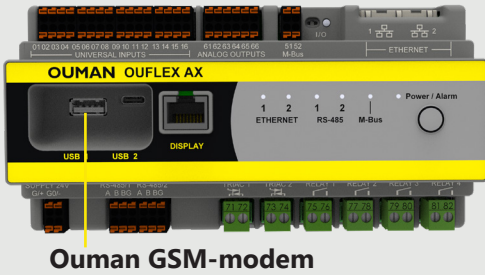 I/O
1 2
01 02 03 04 05 06 07 08 09 10 11 12 13 14 15 16
61 62 63 64 65 66
51 52
UNIVERSAL INPUTS
ANALOG OUTPUTS
M-Bus
ETHERNET
OUMAN OUFLEX AX
Power / Alarm
1 2 1 2
ETHERNET RS-485 M-Bus
DISPLAY
USB USB 2
SUPPLY 24V RS-485/1 RS-485/2 TRIAC 1 TRIAC 2 RELAY 1 RELAY 2 RELAY 3 RELAY 4
G/+ G0/- A B BG A B BG
71 72 73 74 75 76 77 78 79 80 81 82
Ouman GSM-modem